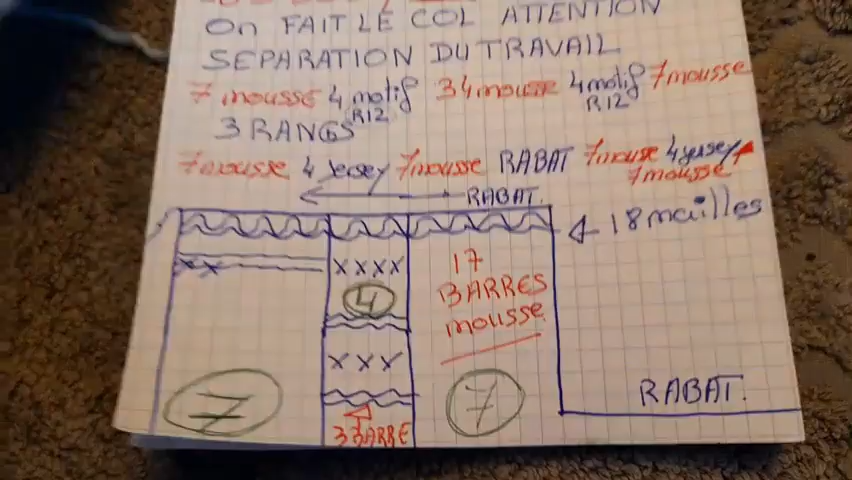 On FAIT LE COL ATTENTION
SEPARATION DU TRAVAIL
7 mousse 4 motif 34 mousse 4 motif 7 mousse
R12 R12
3 RANGS
7 mousse 4 Jersey 7 mousse RABAT 7 mousse 4 jersey
7 mousse
RABAT.
18 mailles
XX XXXX 17
4 BARRES
mousse
XXX
7 7 RABAT.
3 BARRE